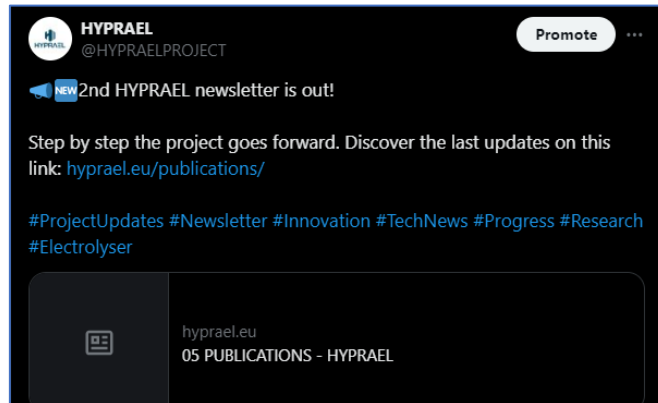 HYPRAEL
HYPRAEL
@HYPRAELPROJECT
Promote
NEW 2nd HYPRAEL newsletter is out!
Step by step the project goes forward. Discover the last updates on this
link: hyprael.eu/publications/
#ProjectUpdates #Newsletter #Innovation #TechNews #Progress #Research
#Electrolyser
hyprael.eu
05 PUBLICATIONS - HYPRAEL